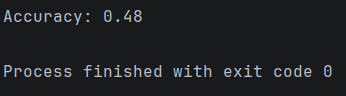 Accuracy: 0.48
Process finished with exit code 0